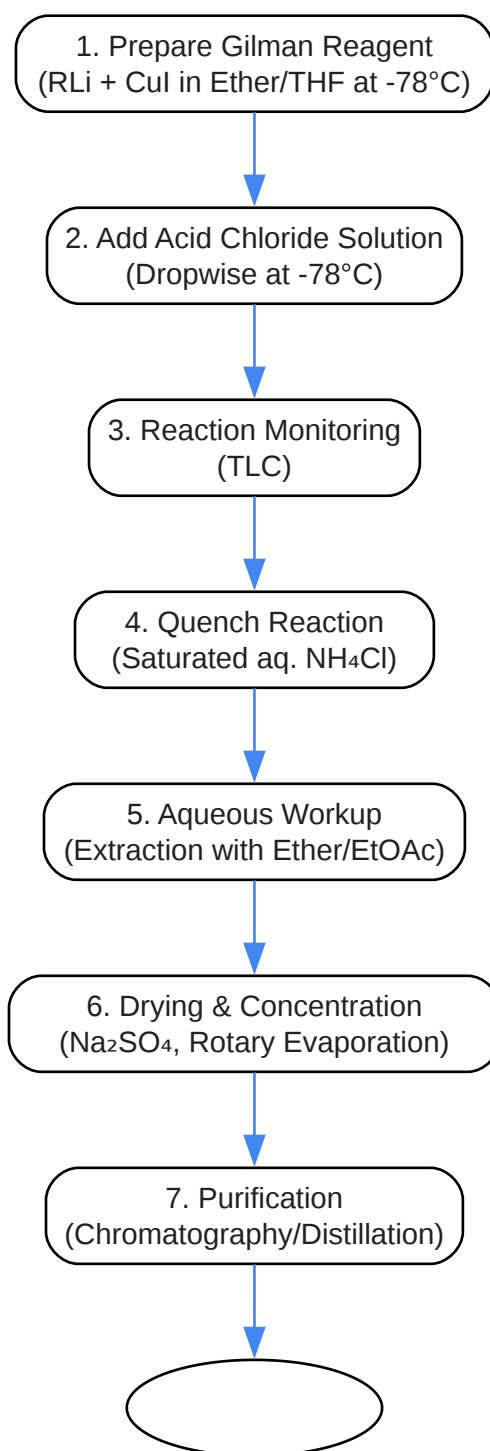 1. Prepare Gilman Reagent
(RLi + CuI in Ether/THF at -78°C)
2. Add Acid Chloride Solution
(Dropwise at -78°C)
3. Reaction Monitoring
(TLC)
4. Quench Reaction
(Saturated aq. NH₄Cl)
5. Aqueous Workup
(Extraction with Ether/EtOAc)
6. Drying & Concentration
(Na₂SO₄, Rotary Evaporation)
7. Purification
(Chromatography/Distillation)